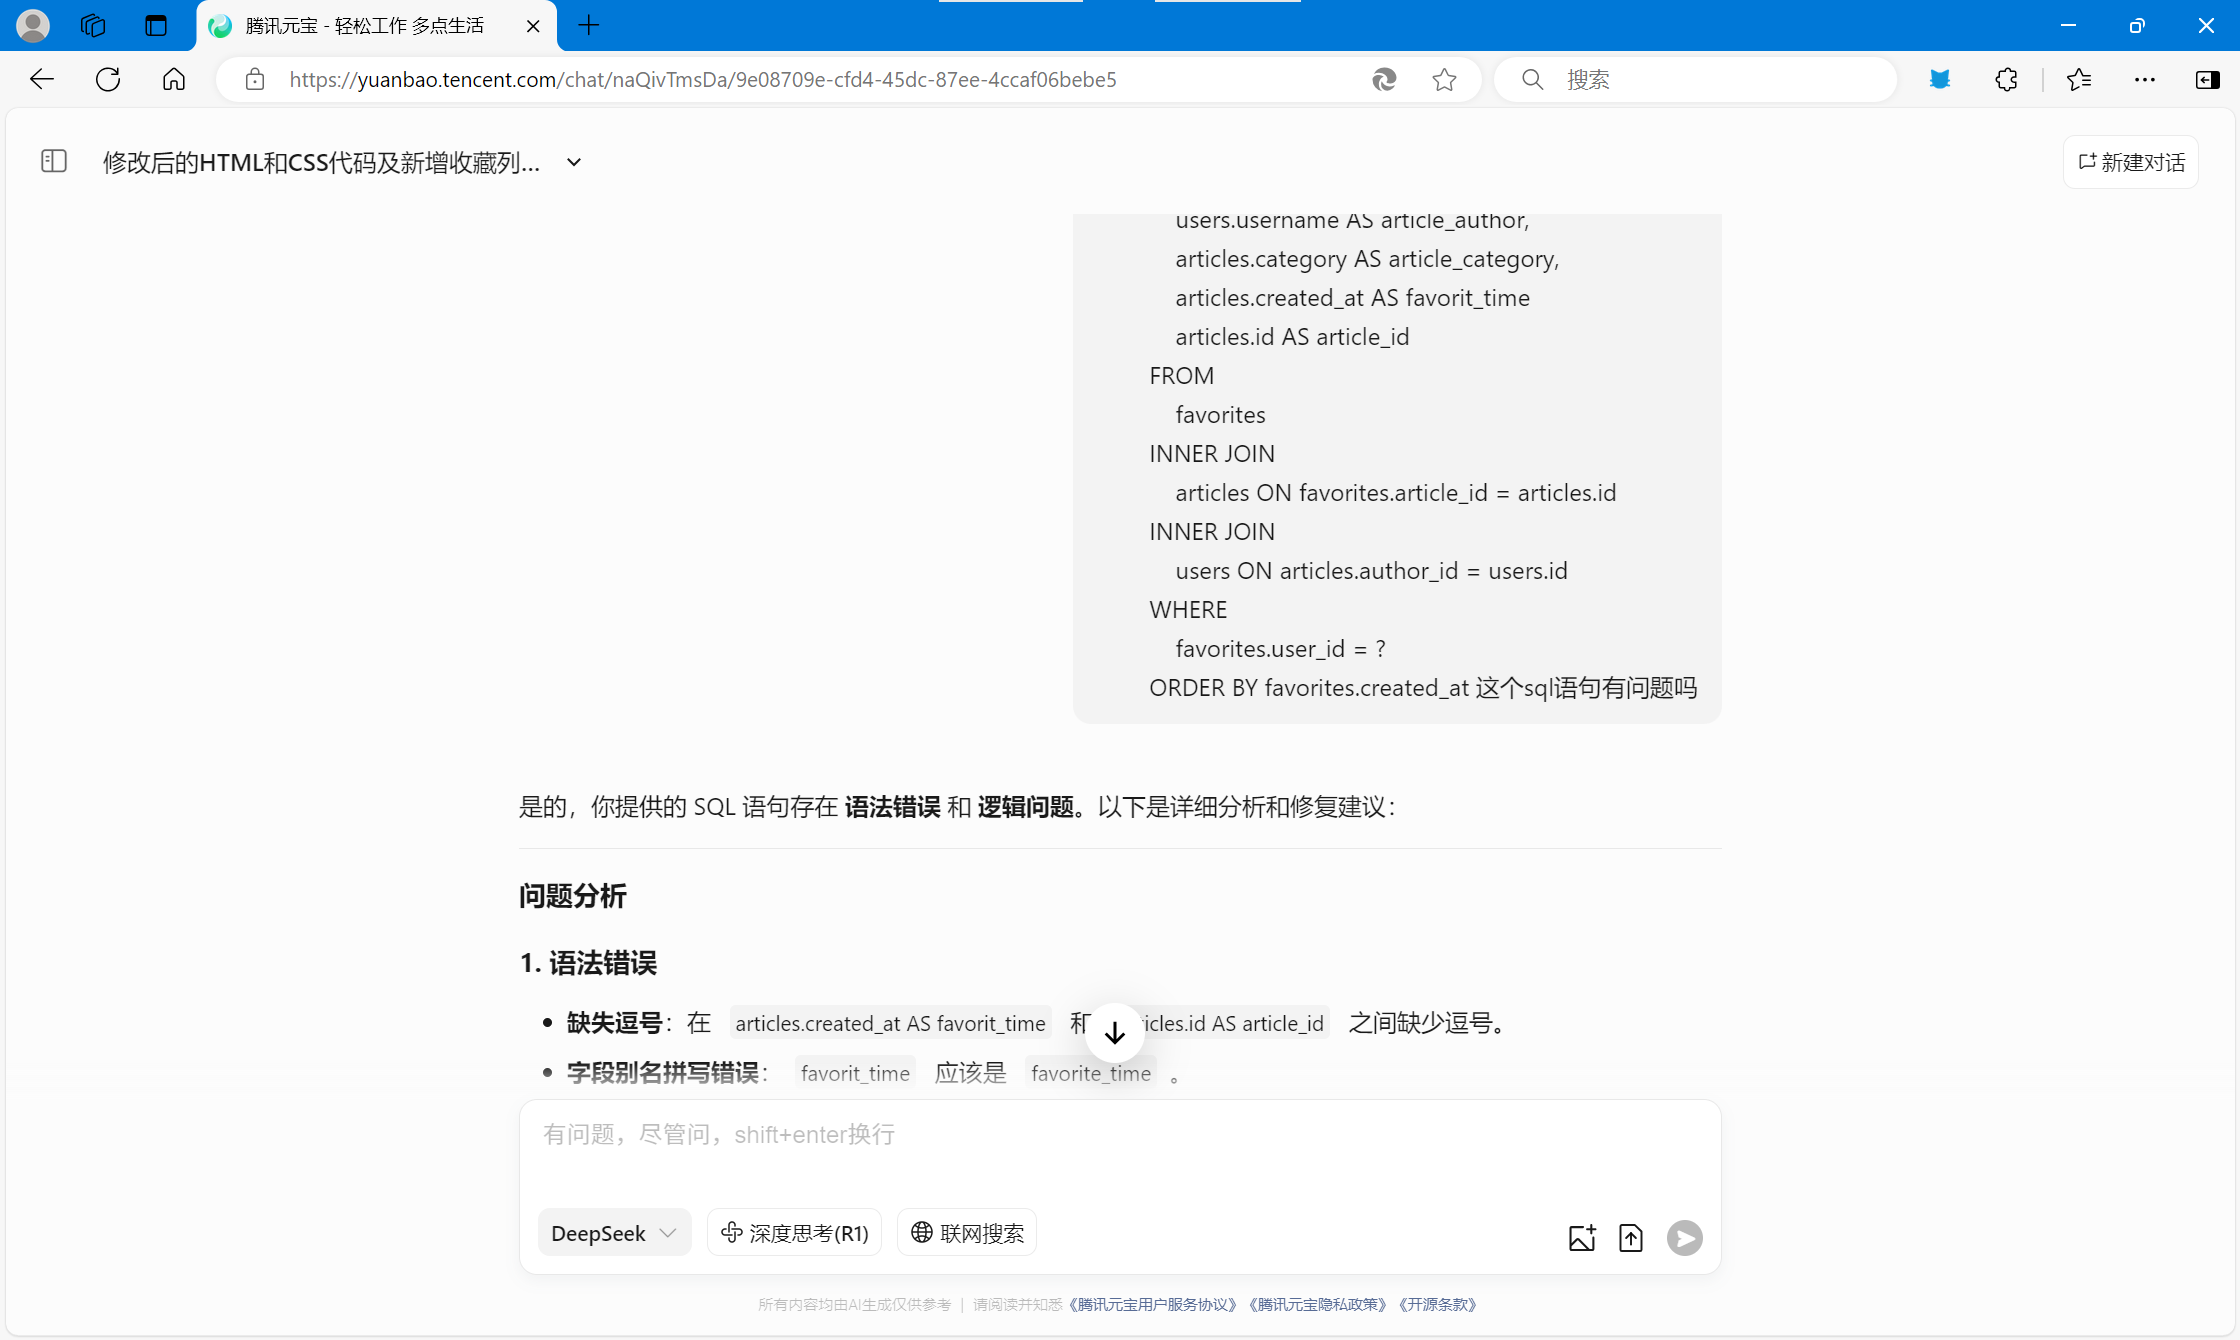 腾讯元宝 - 轻松工作 多点生活
https://yuanbao.tencent.com/chat/naQivTmsDa/9e08709e-cfd4-45dc-87ee-4ccaf06bebe5
搜索
修改后的HTML和CSS代码及新增收藏列...
新建对话
users.username AS article_author,
articles.category AS article_category,
articles.created_at AS favorit_time
articles.id AS article_id
FROM
favorites
INNER JOIN
articles ON favorites.article_id = articles.id
INNER JOIN
users ON articles.author_id = users.id
WHERE
favorites.user_id = ?
ORDER BY favorites.created_at 这个sql语句有问题吗
是的，你提供的 SQL 语句存在 语法错误 和 逻辑问题。以下是详细分析和修复建议：
问题分析
1. 语法错误
• 缺失逗号：在 articles.created_at AS favorit_time 和 icles.id AS article_id 之间缺少逗号。
• 字段别名拼写错误： favorit_time 应该是 favorite_time 。
有问题，尽管问，shift+enter换行
DeepSeek
深度思考(R1)
联网搜索
所有内容均由AI生成仅供参考 | 请阅读并知悉《腾讯元宝用户服务协议》《腾讯元宝隐私政策》《开源条款》